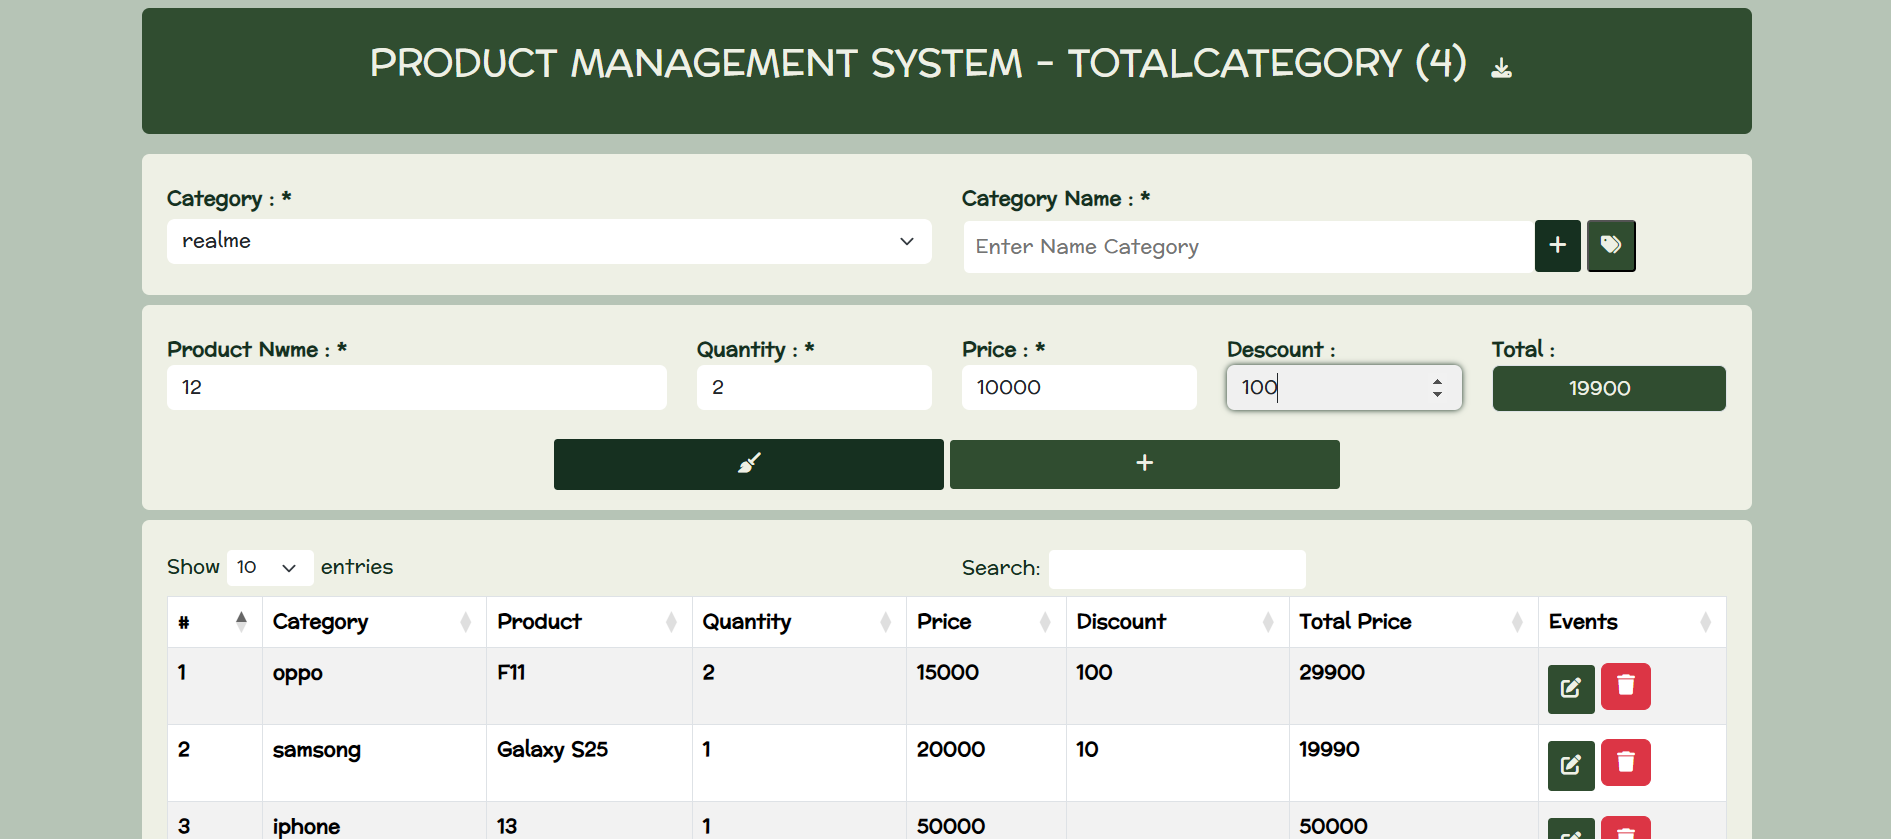 PRODUCT MANAGEMENT SYSTEM - TOTALCATEGORY (4)
Category : * Category Name : *
realme Enter Name Category
Product Nwme : * Quantity : * Price : * Descount : Total :
12 2 10000 100 19900
Show 10 entries Search:
# Category Product Quantity Price Discount Total Price Events
1 oppo F11 2 15000 100 29900
2 samsong Galaxy S25 1 20000 10 19990
3 iphone 13 1 50000 50000